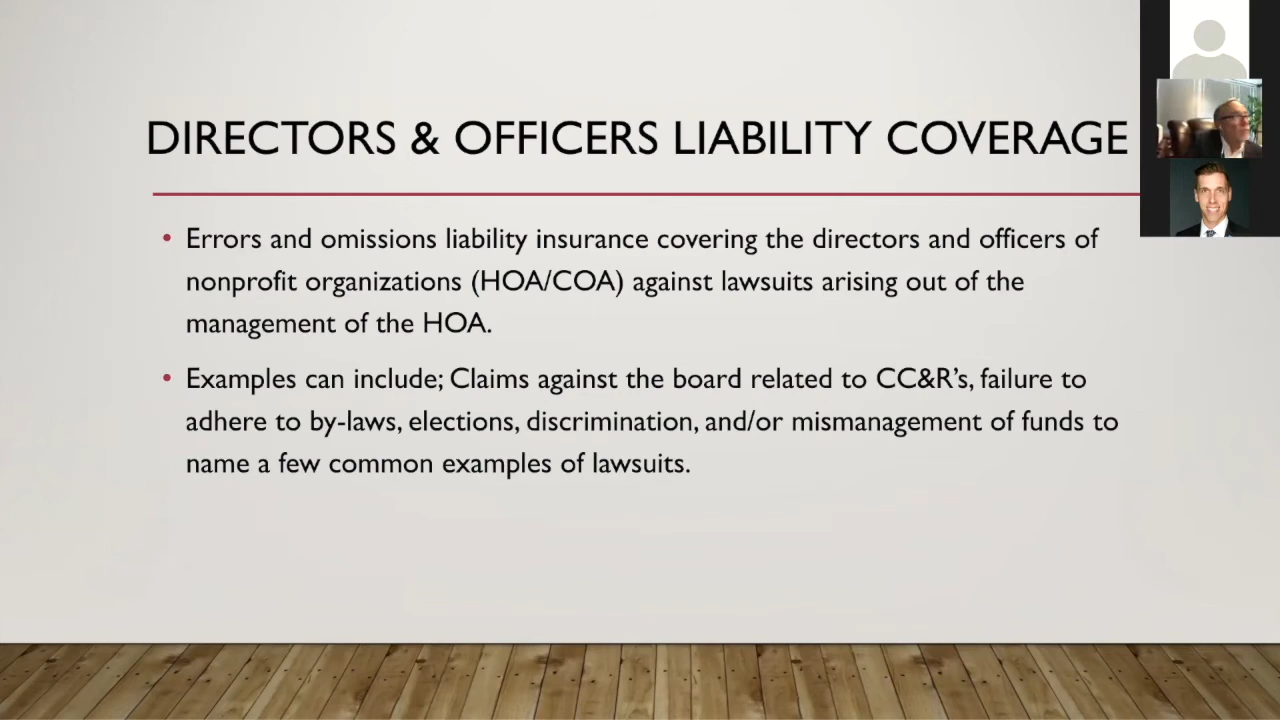 DIRECTORS & OFFICERS LIABILITY COVERAGE
• Errors and omissions liability insurance covering the directors and officers of
nonprofit organizations (HOA/COA) against lawsuits arising out of the
management of the HOA.
• Examples can include; Claims against the board related to CC&R’s, failure to
adhere to by-laws, elections, discrimination, and/or mismanagement of funds to
name a few common examples of lawsuits.